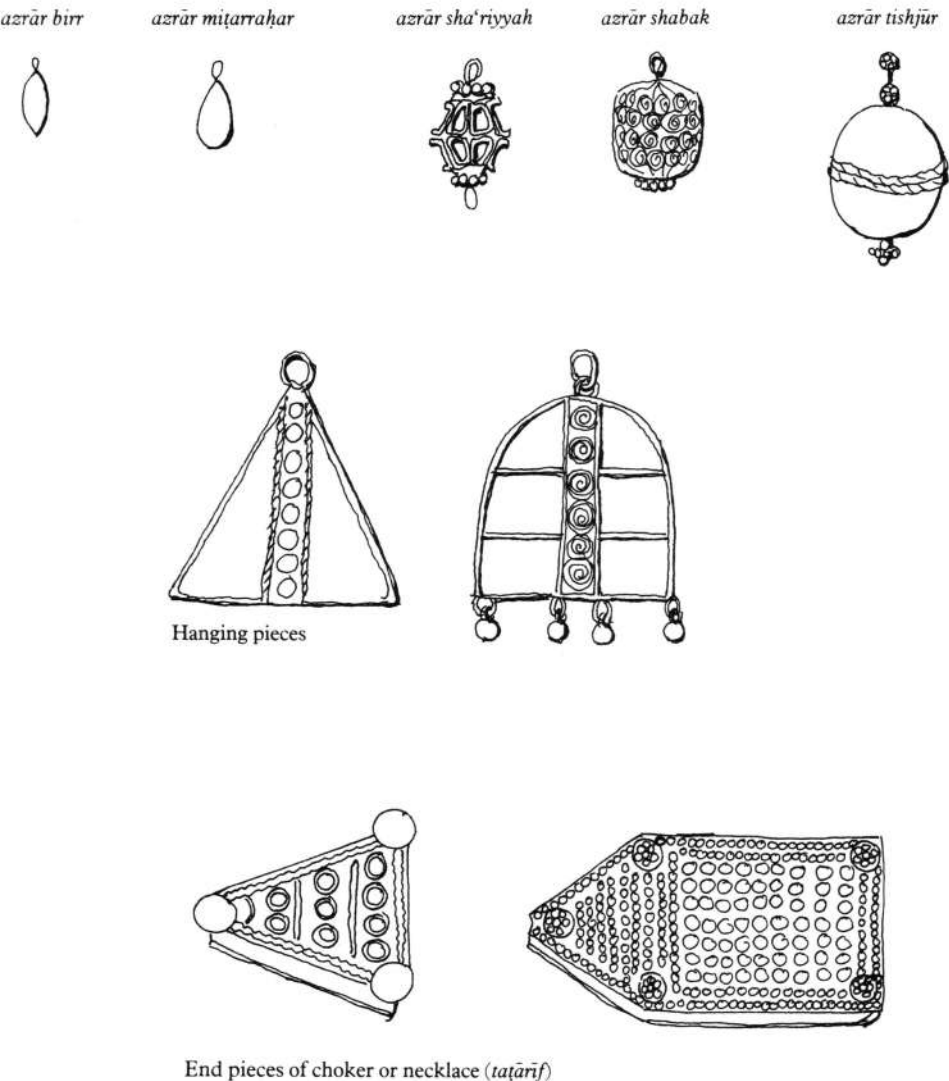 azrār birr azrār miṭarraḥar azrār sha‘riyyah azrār shabak azrār tishjūr
Hanging pieces
End pieces of choker or necklace (taṭārīf)